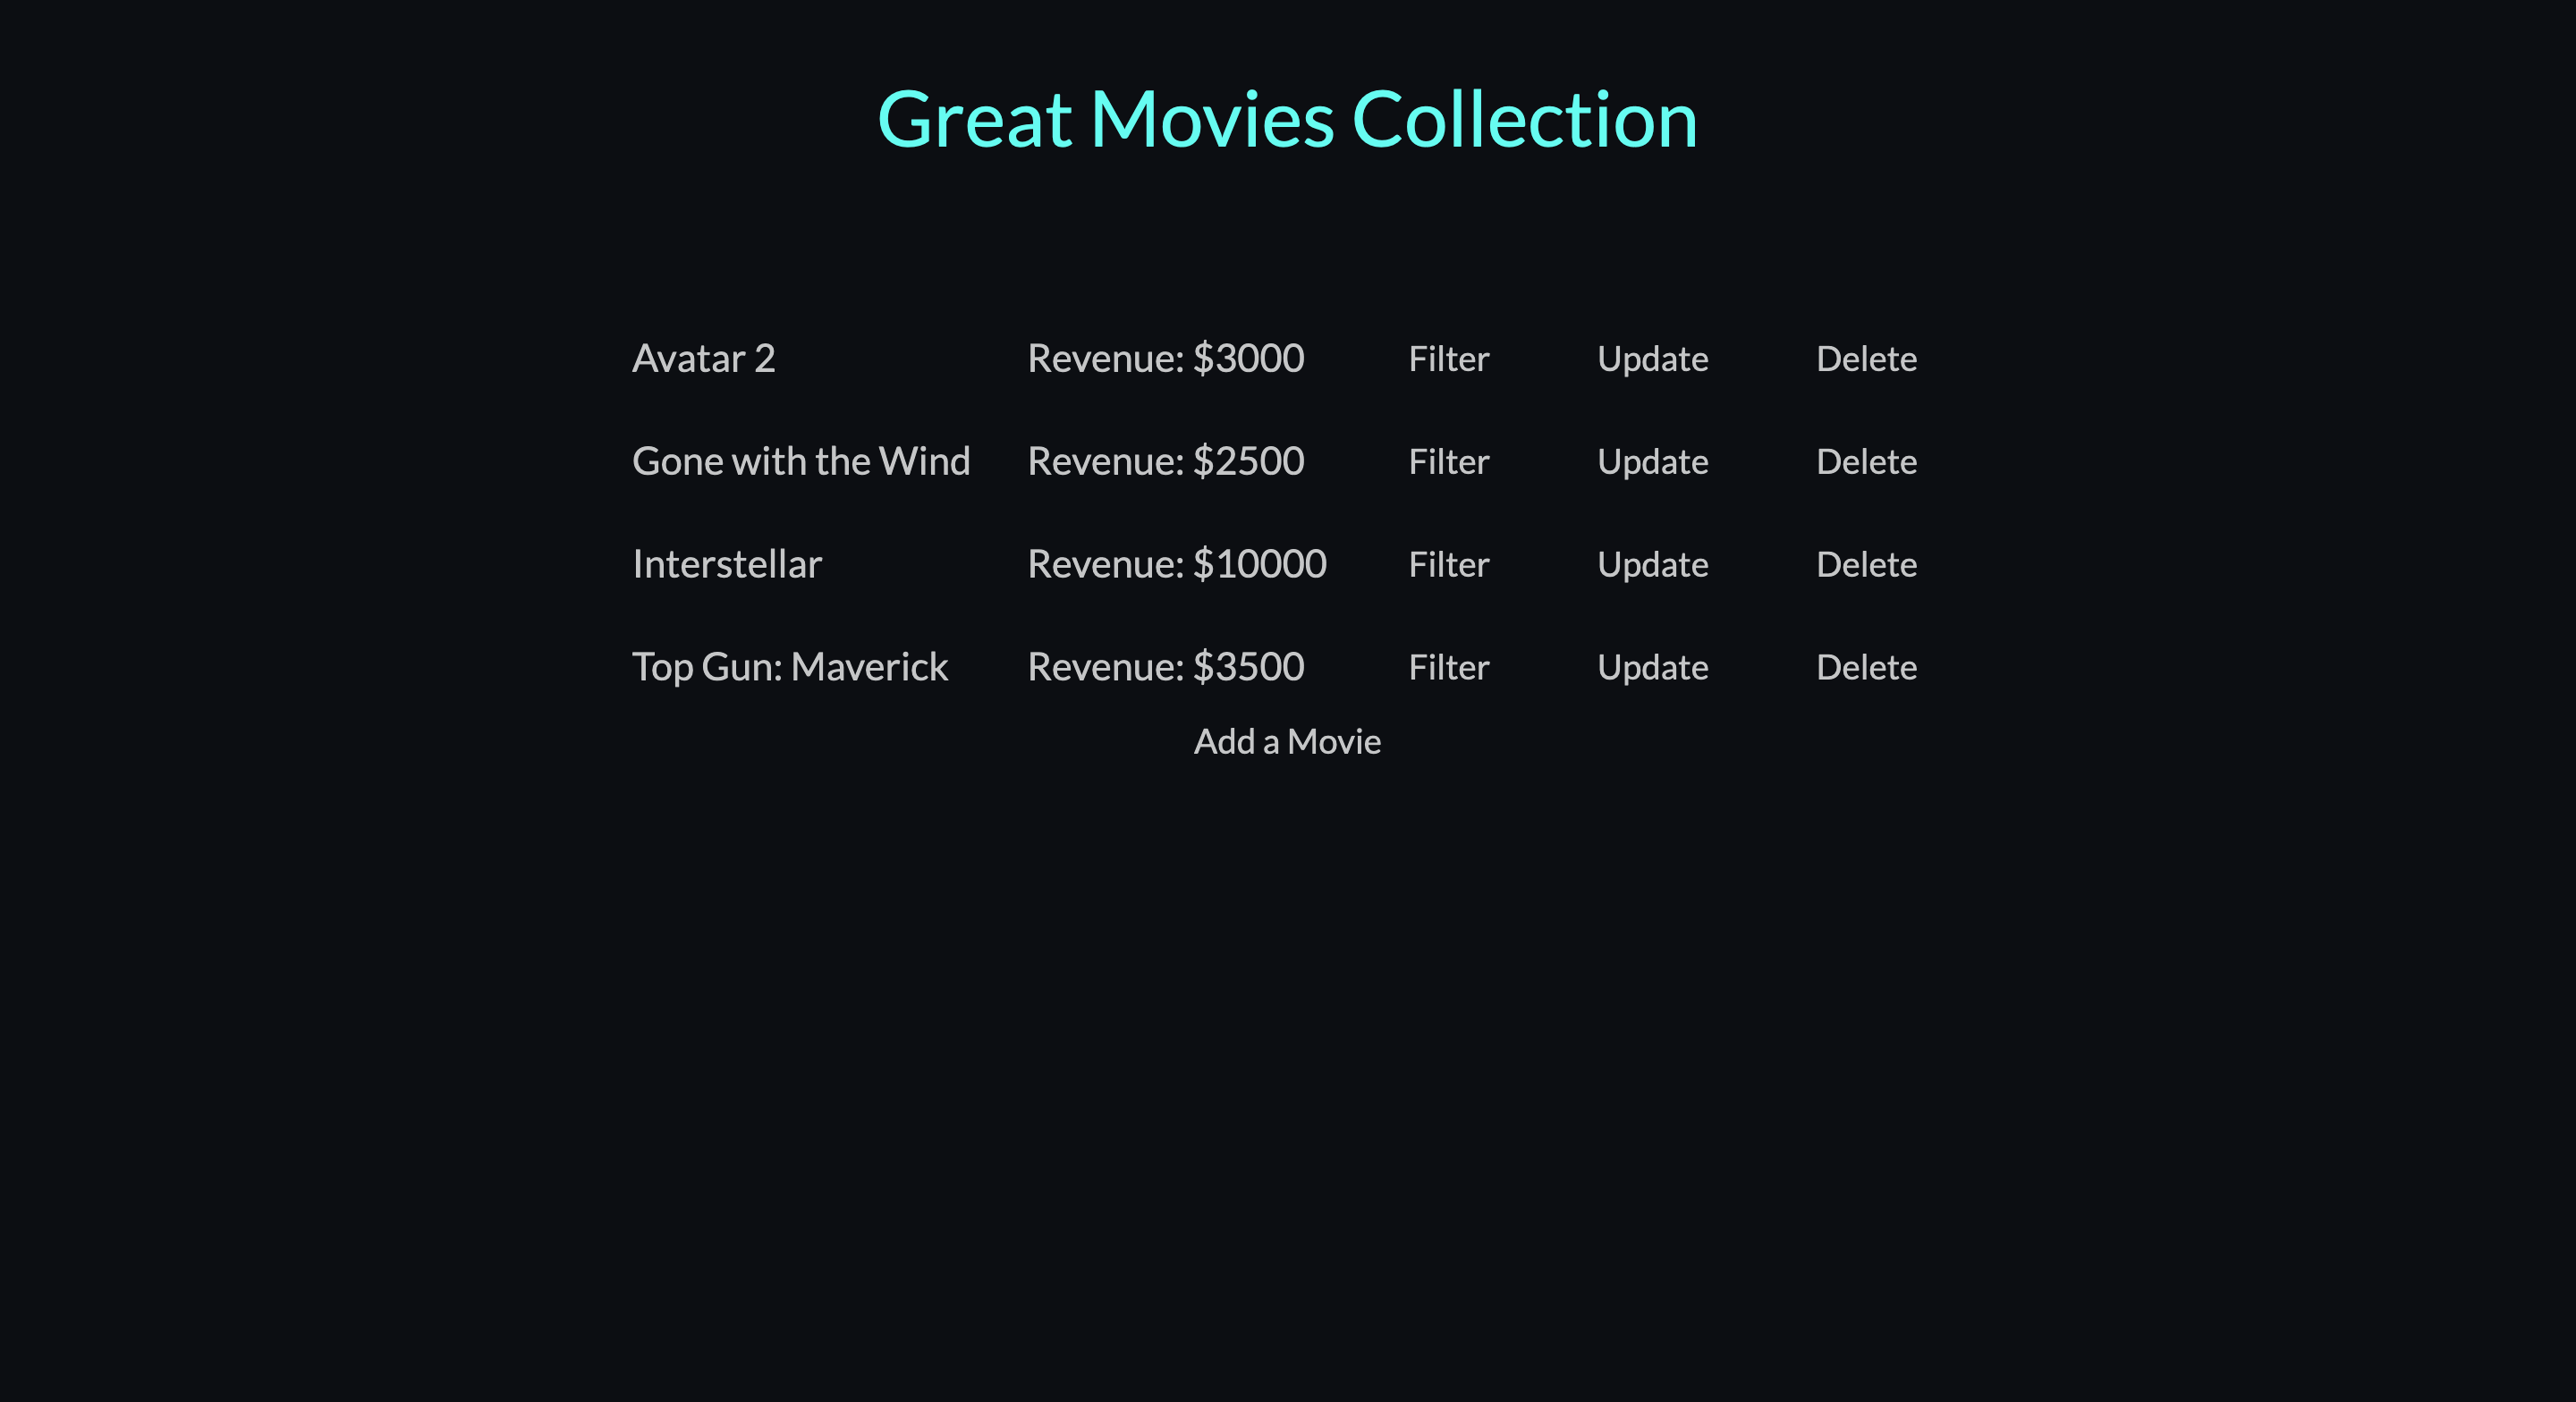 Great Movies Collection
Avatar 2 Revenue: $3000 Filter Update Delete
Gone with the Wind Revenue: $2500 Filter Update Delete
Interstellar Revenue: $10000 Filter Update Delete
Top Gun: Maverick Revenue: $3500 Filter Update Delete
Add a Movie